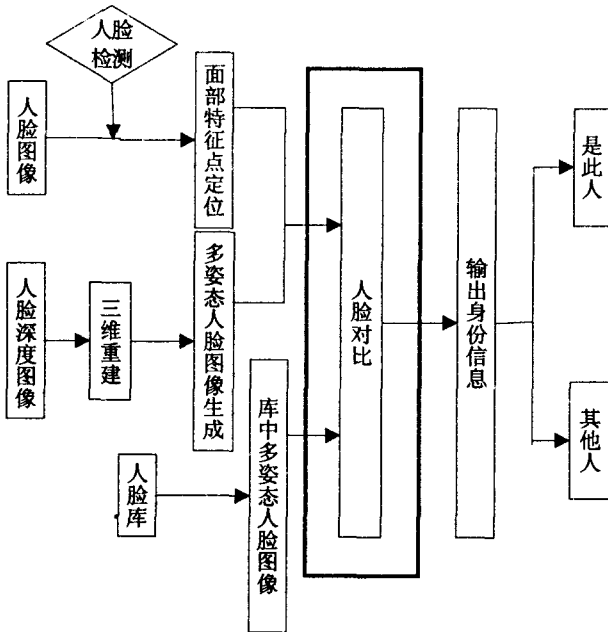 人脸
检测
人脸图像
面部特征点定位
人脸深度图像
三维重建
多姿态人脸图像生成
人脸库
库中多姿态人脸图像
人脸对比
输出身份信息
是此人
其他人